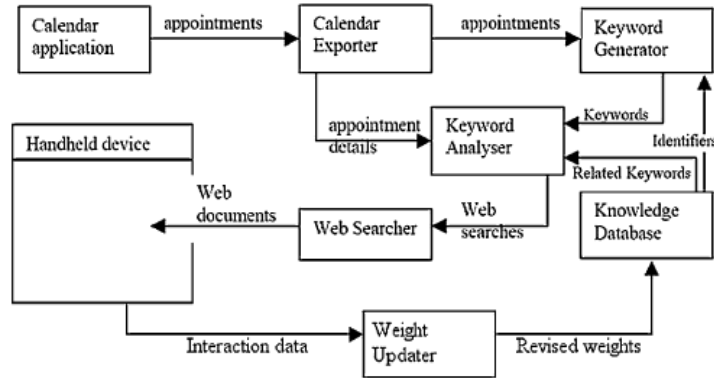 Calendar
application
appointments
Calendar
Exporter
appointments
Keyword
Generator
appointment
details
Keywords
Identifiers
Keyword
Analyser
Related Keywords
Handheld device
Web
documents
Web Searcher
Web
searches
Knowledge
Database
Interaction data
Weight
Updater
Revised weights